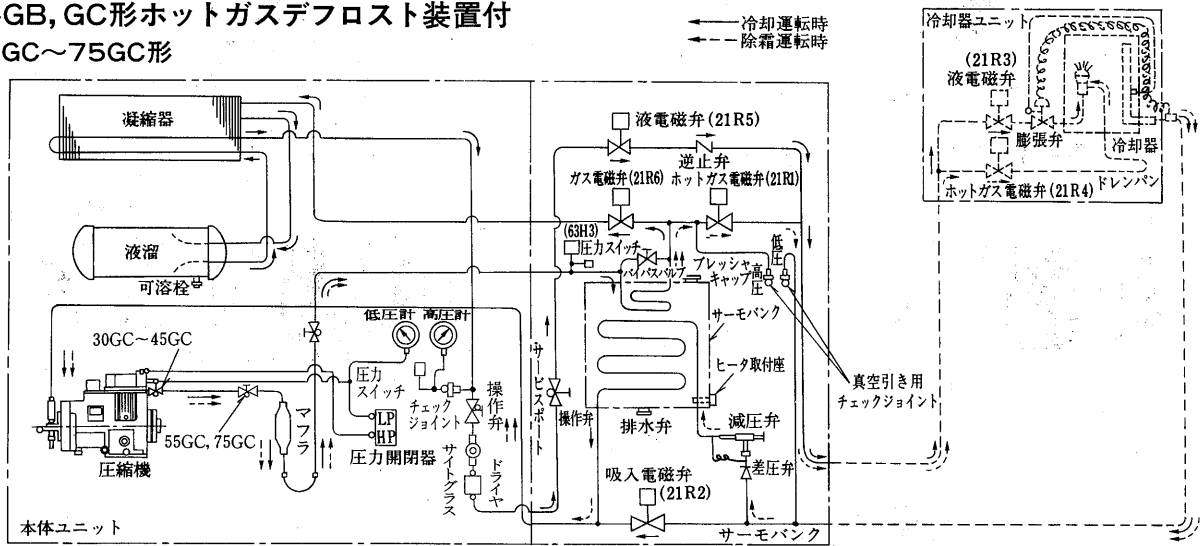 GB, GC形ホットガスデフロスト装置付
GC～75GC形
冷却運転時
除霜運転時
冷却器ユニット
(21R3)
液電磁弁
膨張弁
冷却器
ホットガス電磁弁(21R4)
ドレンパン
凝縮器
液溜
可溶栓
液電磁弁(21R5)
逆止弁
ガス電磁弁(21R6)
ホットガス電磁弁(21R1)
(63H3)
圧力スイッチ
バイパスバルブ
プレッシャ
キャップ
高圧
低圧
サーモバンク
ヒータ取付座
真空引き用
チェックジョイント
排水弁
減圧弁
差圧弁
吸入電磁弁
(21R2)
サーモバンク
サービスポート
操作弁
低圧計
高圧計
圧力
スイッチ
チェック
ジョイント
操作弁
LP
HP
圧力開閉器
サイトグラス
ドライヤ
マフラ
30GC～45GC
55GC, 75GC
圧縮機
本体ユニット